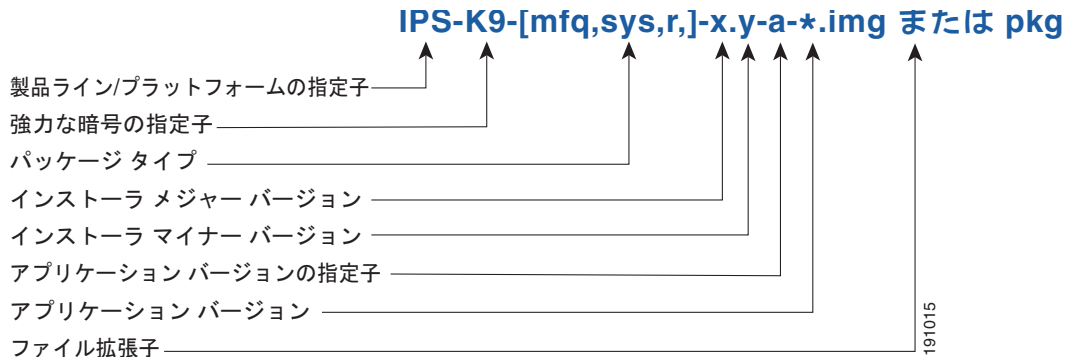 IPS-K9-[mfq,sys,r,]-x.y-a-*.img または pkg
製品ライン/プラットフォームの指定子
強力な暗号の指定子
パッケージ タイプ
インストーラ メジャー バージョン
インストーラ マイナー バージョン
アプリケーション バージョンの指定子
アプリケーション バージョン
ファイル拡張子
191015